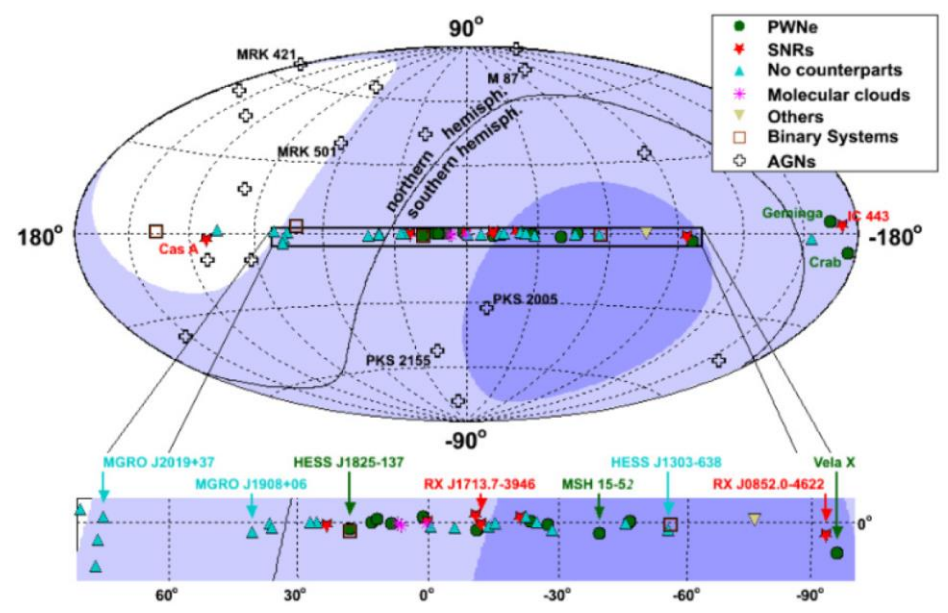 90°
PWNe
SNRs
No counterparts
Molecular clouds
Others
Binary Systems
AGNs
MRK 421
M 87
MRK 501
northern hemisph.
southern hemisph.
180°
Cas A
Geminga
IC 443
-180°
Crab
PKS 2005
PKS 2155
-90°
MGRO J2019+37
HESS J1825-137
HESS J1303-638
Vela X
MGRO J1908+06
RX J1713.7-3946
MSH 15-52
RX J0852.0-4622
0°
60°
30°
0°
-30°
-60°
-90°